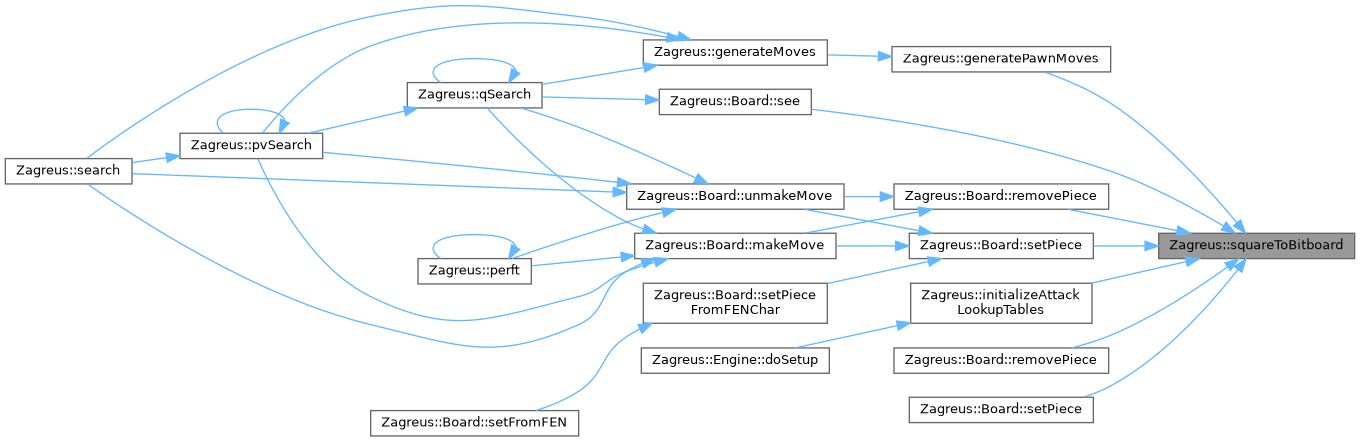 Zagreus::generateMoves
Zagreus::generatePawnMoves
Zagreus::qSearch
Zagreus::Board::see
Zagreus::pvSearch
Zagreus::search
Zagreus::Board::unmakeMove
Zagreus::Board::removePiece
Zagreus::Board::makeMove
Zagreus::Board::setPiece
Zagreus::squareToBitboard
Zagreus::perft
Zagreus::Board::setPiece
FromFENChar
Zagreus::initializeAttack
LookupTables
Zagreus::Engine::doSetup
Zagreus::Board::removePiece
Zagreus::Board::setPiece
Zagreus::Board::setFromFEN